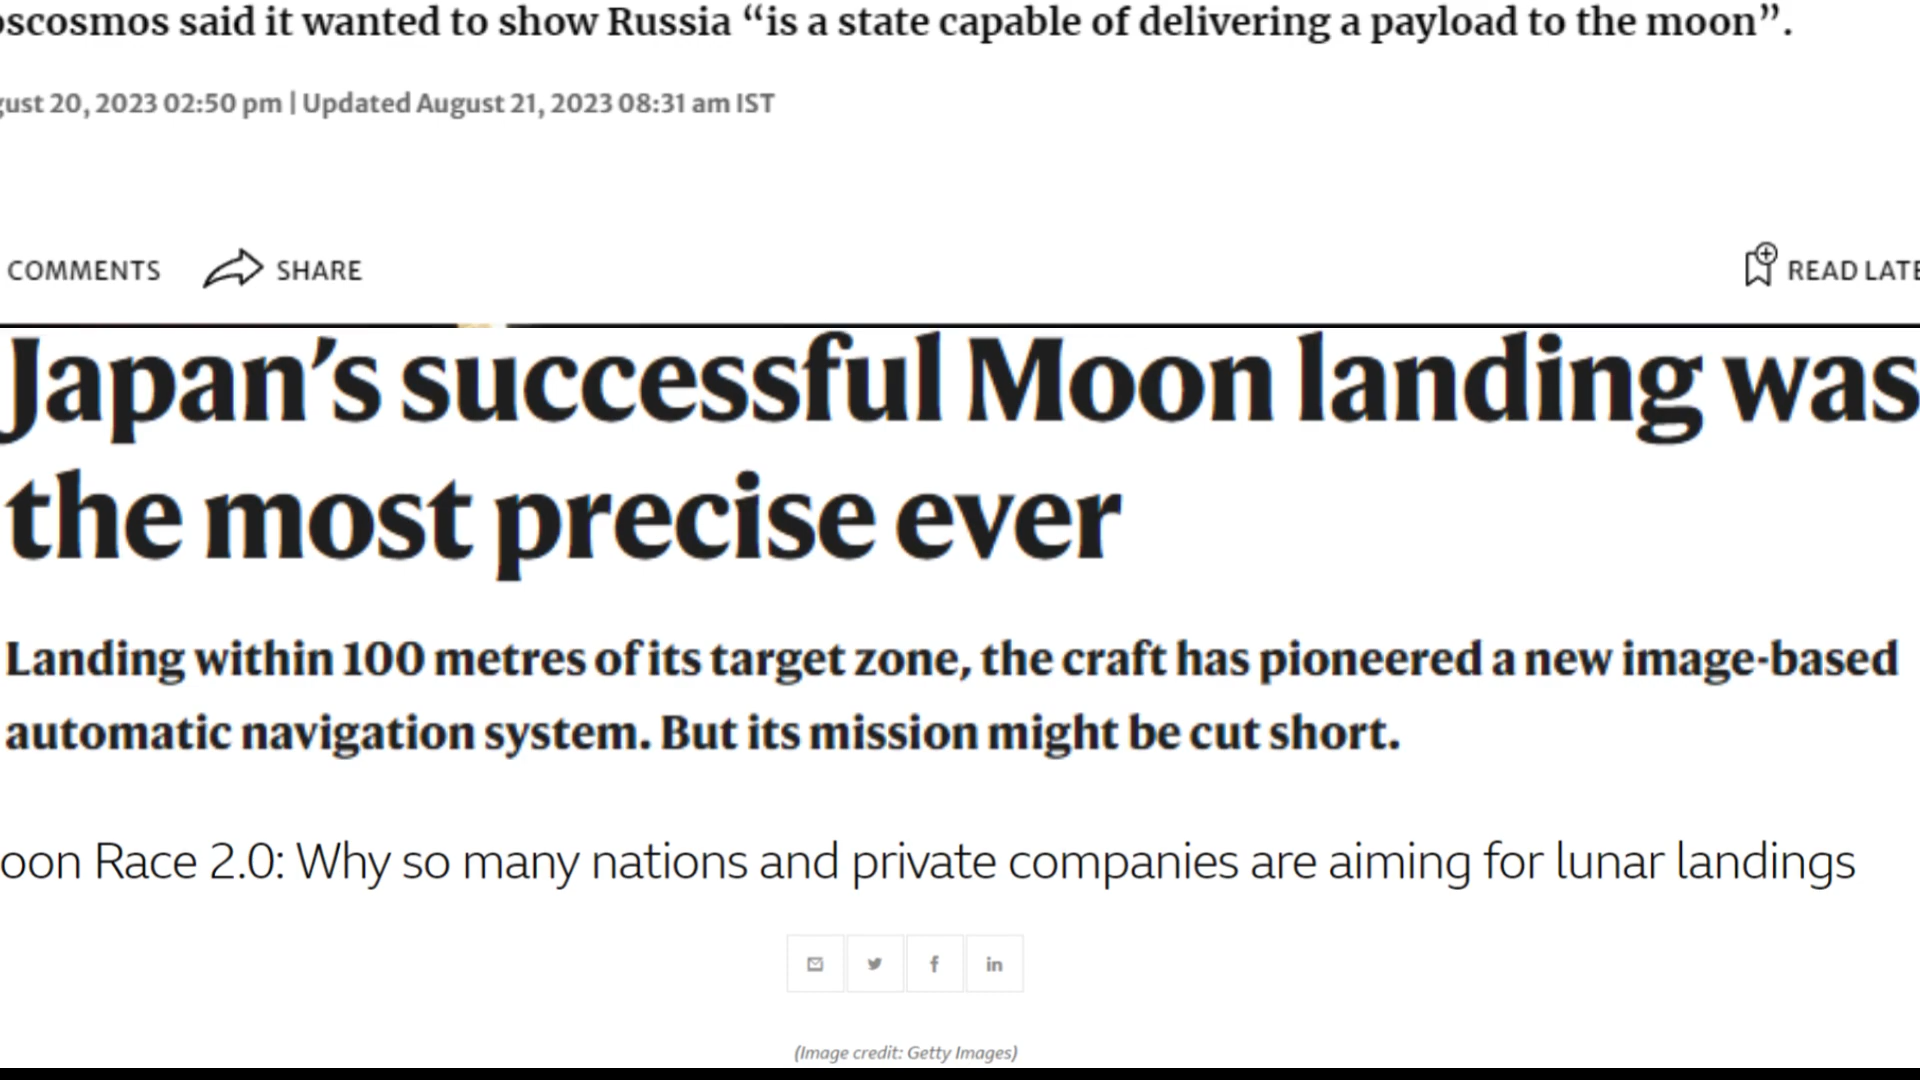 oscosmos said it wanted to show Russia “is a state capable of delivering a payload to the moon”.
gust 20, 2023 02:50 pm | Updated August 21, 2023 08:31 am IST
COMMENTS SHARE READ LATE
Japan’s successful Moon landing was
the most precise ever
Landing within 100 metres of its target zone, the craft has pioneered a new image-based
automatic navigation system. But its mission might be cut short.
oon Race 2.0: Why so many nations and private companies are aiming for lunar landings
(Image credit: Getty Images)